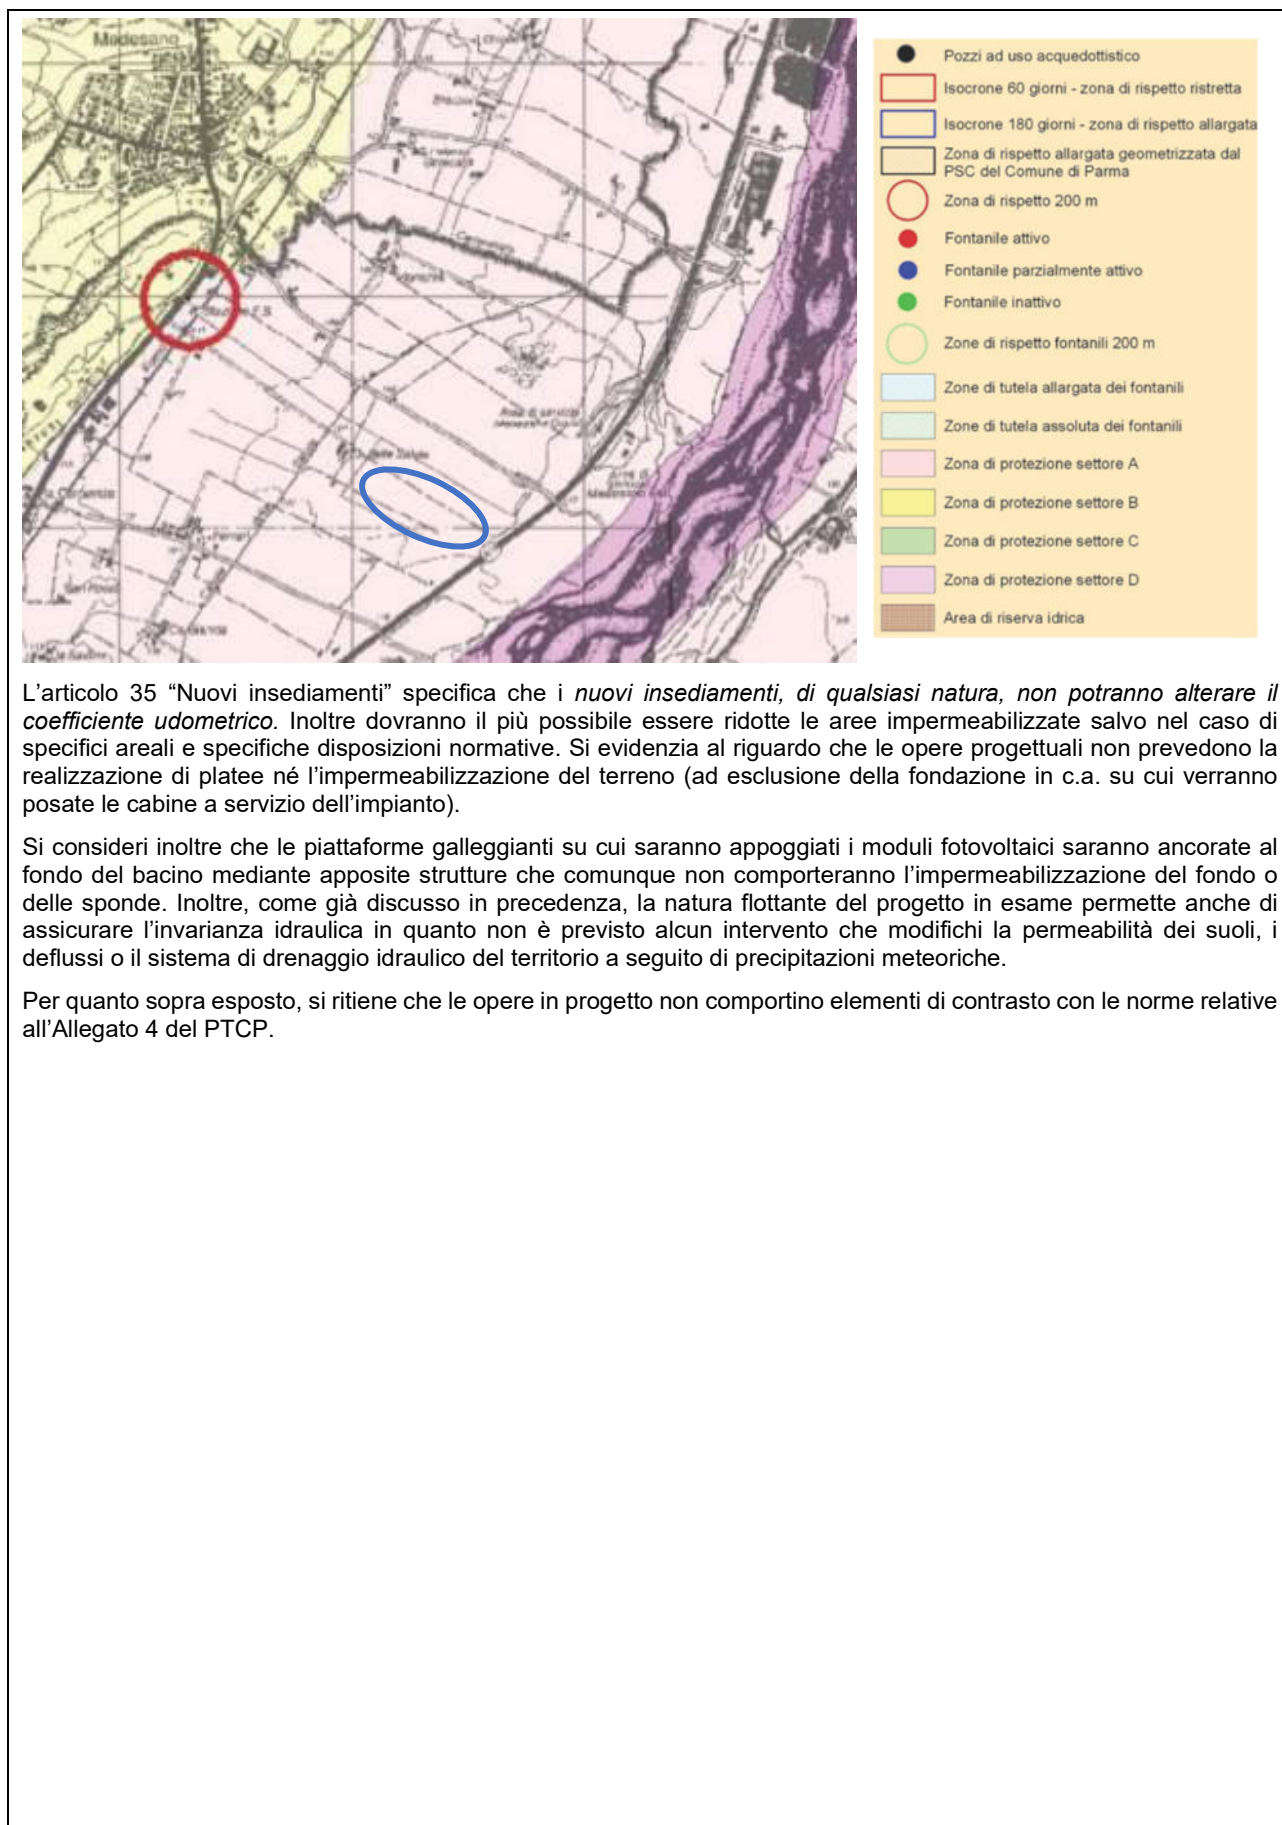 Medesano
Pozzi ad uso acquedottistico
Isocrone 60 giorni - zona di rispetto ristretta
Isocrone 180 giorni - zona di rispetto allargata
Zona di rispetto allargata geometrizzata dal
PSC del Comune di Parma
Zona di rispetto 200 m
Fontanile attivo
Fontanile parzialmente attivo
Fontanile inattivo
Zone di rispetto fontanili 200 m
Zone di tutela allargata dei fontanili
Zone di tutela assoluta dei fontanili
Zona di protezione settore A
Zona di protezione settore B
Zona di protezione settore C
Zona di protezione settore D
Area di riserva idrica
L’articolo 35 “Nuovi insediamenti” specifica che i nuovi insediamenti, di qualsiasi natura, non potranno alterare il
coefficiente udometrico. Inoltre dovranno il più possibile essere ridotte le aree impermeabilizzate salvo nel caso di
specifici areali e specifiche disposizioni normative. Si evidenzia al riguardo che le opere progettuali non prevedono la
realizzazione di platee né l’impermeabilizzazione del terreno (ad esclusione della fondazione in c.a. su cui verranno
posate le cabine a servizio dell’impianto).
Si consideri inoltre che le piattaforme galleggianti su cui saranno appoggiati i moduli fotovoltaici saranno ancorate al
fondo del bacino mediante apposite strutture che comunque non comporteranno l’impermeabilizzazione del fondo o
delle sponde. Inoltre, come già discusso in precedenza, la natura flottante del progetto in esame permette anche di
assicurare l’invarianza idraulica in quanto non è previsto alcun intervento che modifichi la permeabilità dei suoli, i
deflussi o il sistema di drenaggio idraulico del territorio a seguito di precipitazioni meteoriche.
Per quanto sopra esposto, si ritiene che le opere in progetto non comportino elementi di contrasto con le norme relative
all’Allegato 4 del PTCP.